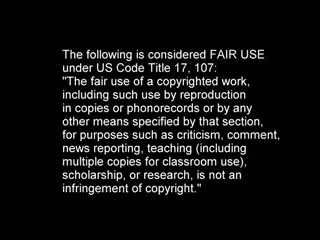 The following is considered FAIR USE
under US Code Title 17, 107:
"The fair use of a copyrighted work,
including such use by reproduction
in copies or phonorecords or by any
other means specified by that section,
for purposes such as criticism, comment,
news reporting, teaching (including
multiple copies for classroom use),
scholarship, or research, is not an
infringement of copyright."